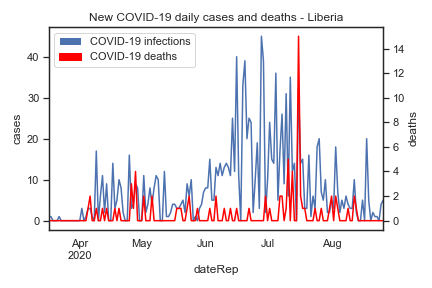 New COVID-19 daily cases and deaths - Liberia
COVID-19 infections
COVID-19 deaths
cases
40
30
20
10
0
deaths
14
12
10
8
6
4
2
0
Apr
2020
May
Jun
Jul
Aug
dateRep